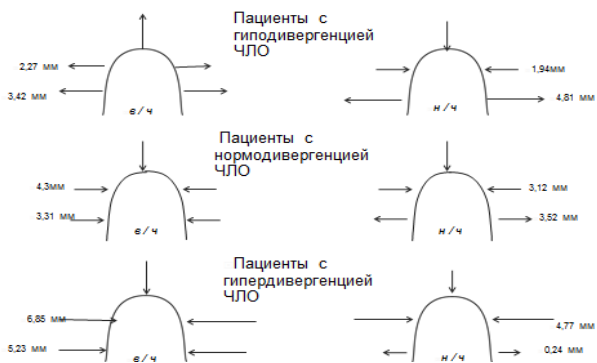 Пациенты с
гиподивергенцией
ЧЛО
2,27 мм
3,42 мм
в/ч
1,94мм
4,81 мм
н/ч
Пациенты с
нормодивергенцией
ЧЛО
4,3мм
3,31 мм
в/ч
3,12 мм
3,52 мм
н/ч
Пациенты с
гипердивергенцией
ЧЛО
6,85 мм
5,23 мм
в/ч
4,77 мм
0,24 мм
н/ч